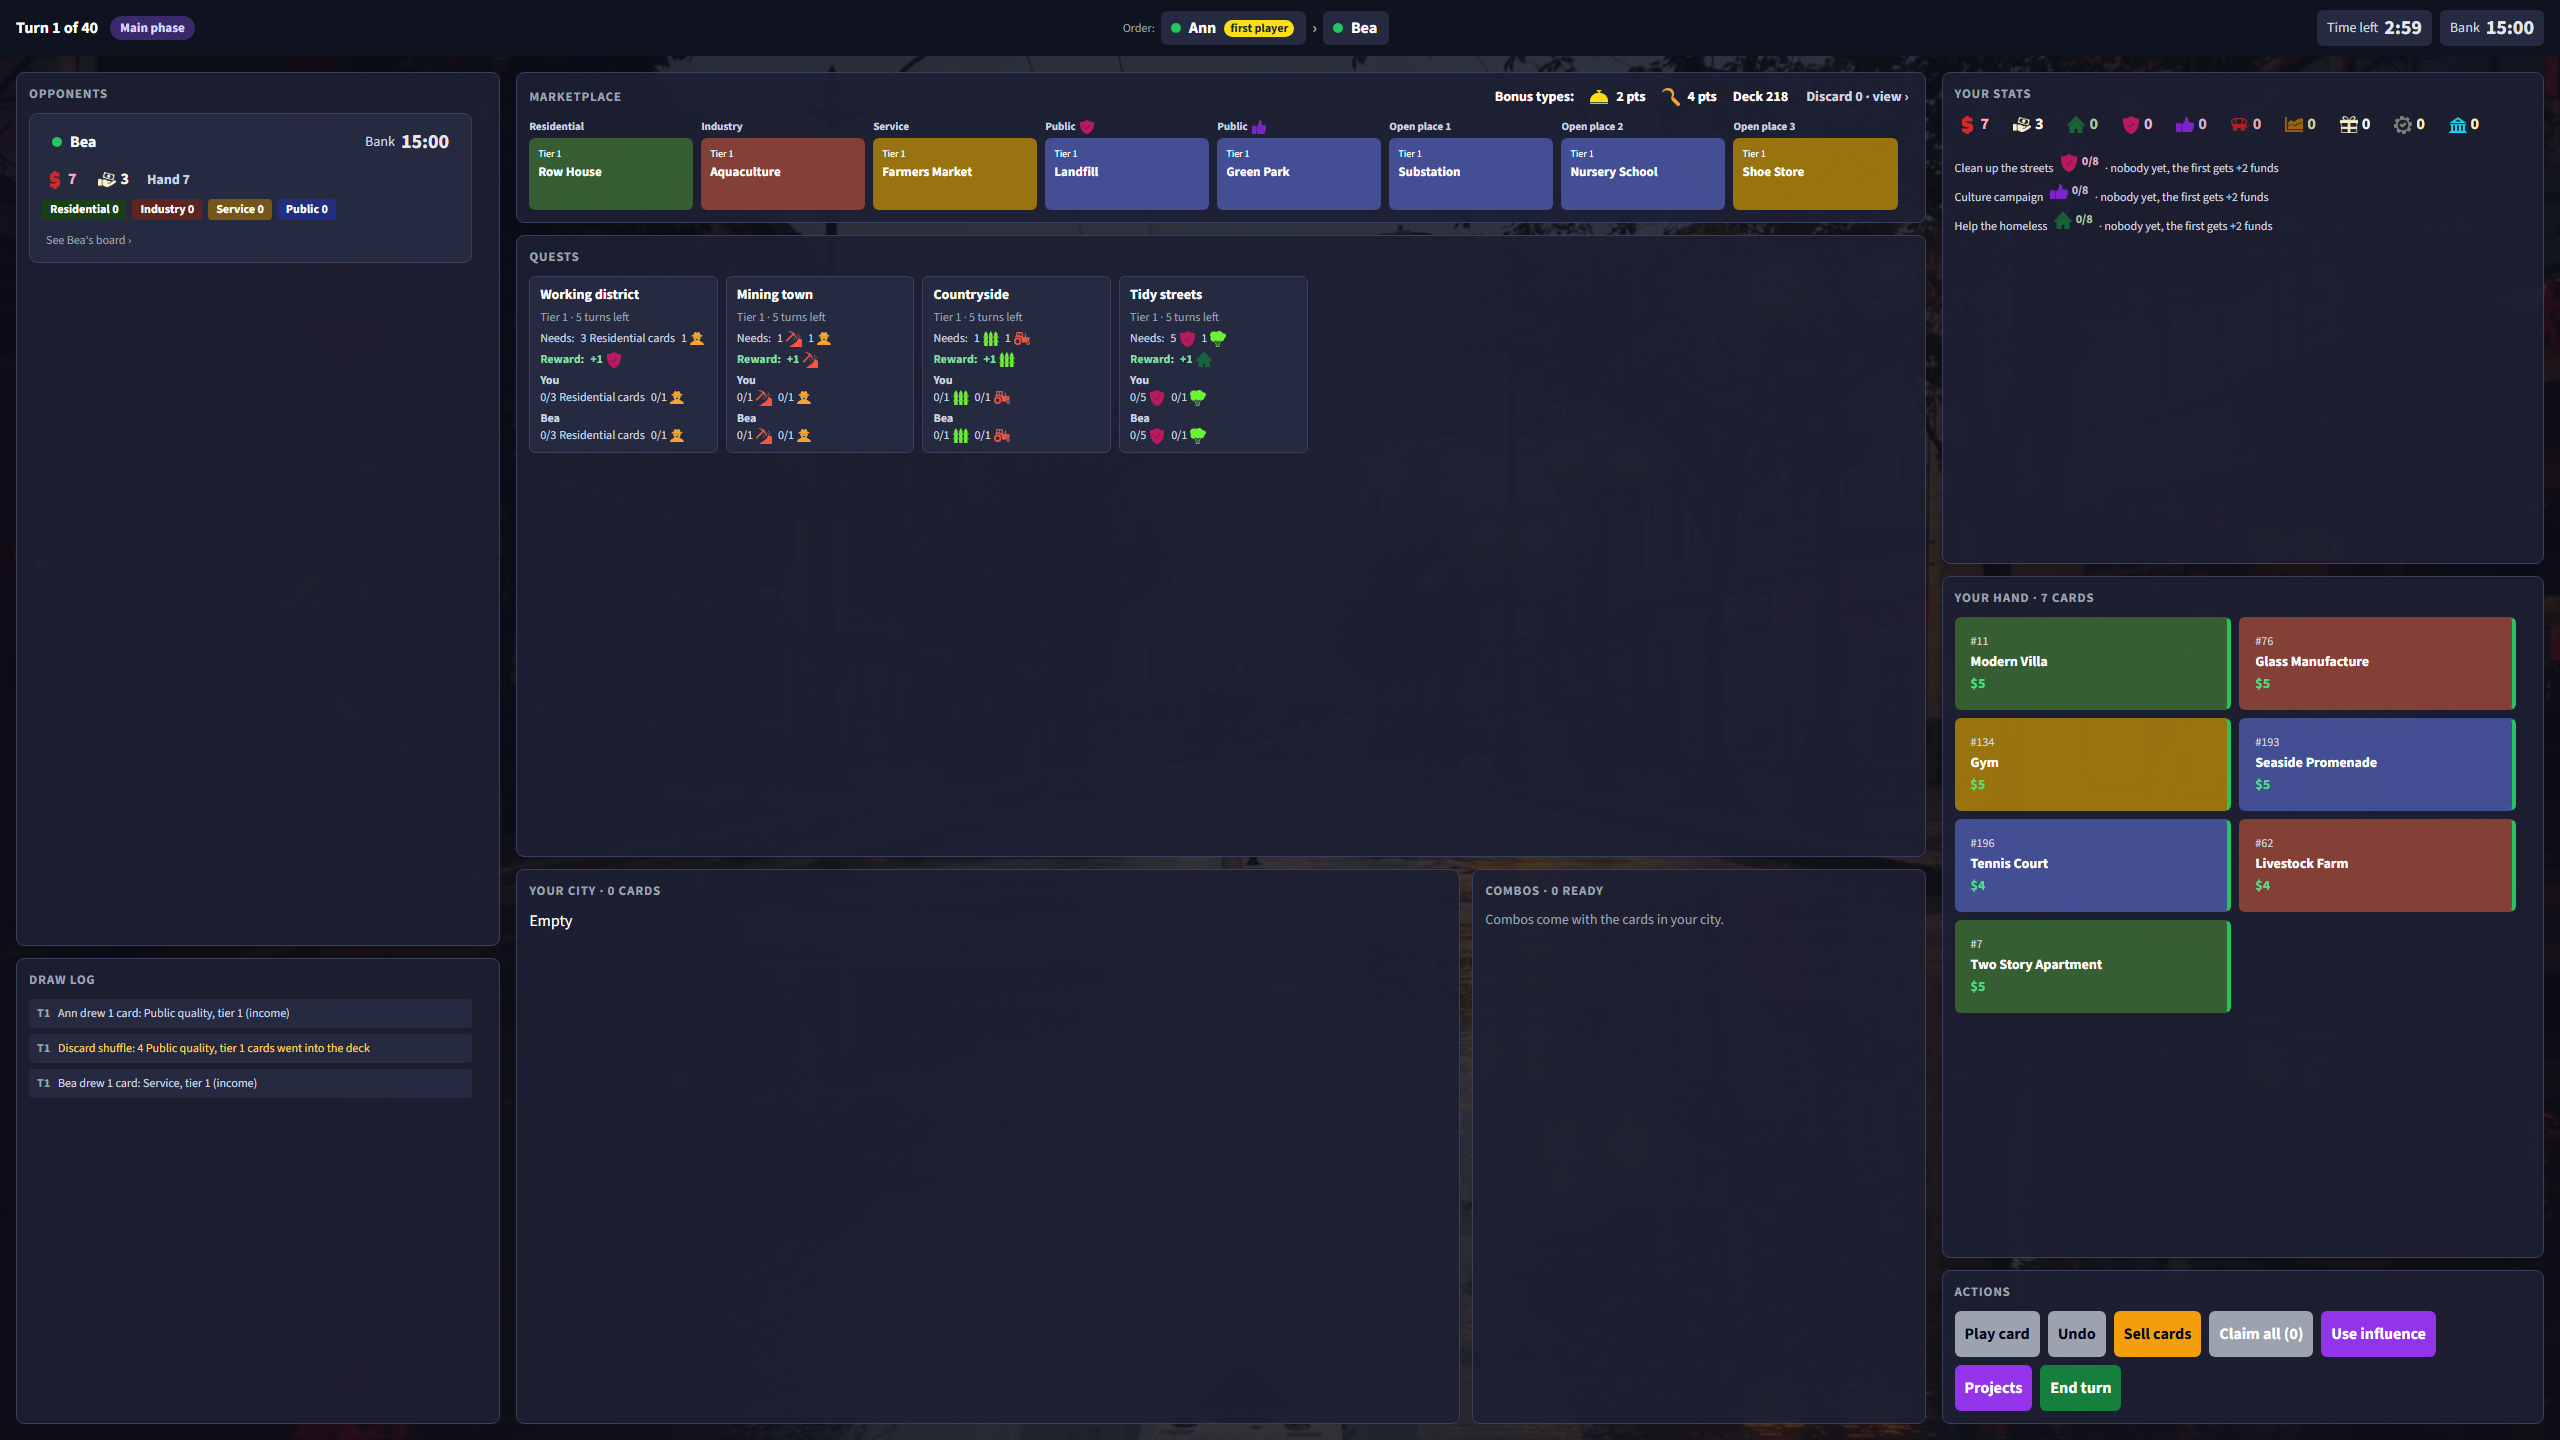 Turn 1 of 40 Main phase
Order: Ann first player › Bea
Time left 2:59 Bank 15:00
OPPONENTS
Bea Bank 15:00
7 3 Hand 7
Residential 0 Industry 0 Service 0 Public 0
See Bea's board ›
DRAW LOG
T1 Ann drew 1 card: Public quality, tier 1 (income)
T1 Discard shuffle: 4 Public quality, tier 1 cards went into the deck
T1 Bea drew 1 card: Service, tier 1 (income)
MARKETPLACE
Bonus types: 2 pts 4 pts Deck 218 Discard 0 · view ›
Residential
Tier 1
Row House
Industry
Tier 1
Aquaculture
Service
Tier 1
Farmers Market
Public
Tier 1
Landfill
Public
Tier 1
Green Park
Open place 1
Tier 1
Substation
Open place 2
Tier 1
Nursery School
Open place 3
Tier 1
Shoe Store
QUESTS
Working district
Tier 1 · 5 turns left
Needs: 3 Residential cards 1
Reward: +1
You
0/3 Residential cards 0/1
Bea
0/3 Residential cards 0/1
Mining town
Tier 1 · 5 turns left
Needs: 1 1
Reward: +1
You
0/1 0/1
Bea
0/1 0/1
Countryside
Tier 1 · 5 turns left
Needs: 1 1
Reward: +1
You
0/1 0/1
Bea
0/1 0/1
Tidy streets
Tier 1 · 5 turns left
Needs: 5 1
Reward: +1
You
0/5 0/1
Bea
0/5 0/1
YOUR CITY · 0 CARDS
Empty
COMBOS · 0 READY
Combos come with the cards in your city.
YOUR STATS
7 3 0 0 0 0 0 0 0 0
Clean up the streets 0/8 · nobody yet, the first gets +2 funds
Culture campaign 0/8 · nobody yet, the first gets +2 funds
Help the homeless 0/8 · nobody yet, the first gets +2 funds
YOUR HAND · 7 CARDS
#11
Modern Villa
$5
#76
Glass Manufacture
$5
#134
Gym
$5
#193
Seaside Promenade
$5
#196
Tennis Court
$4
#62
Livestock Farm
$4
#7
Two Story Apartment
$5
ACTIONS
Play card Undo Sell cards Claim all (0) Use influence
Projects End turn